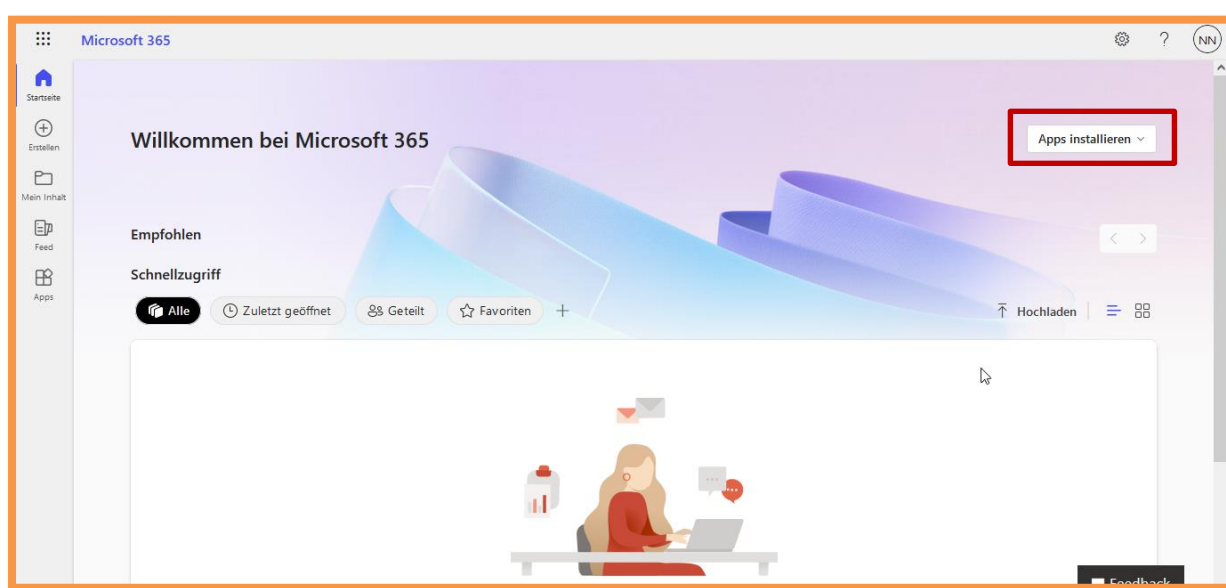 Microsoft 365
?
NN
Startseite
Erstellen
Mein Inhalt
Feed
Apps
Willkommen bei Microsoft 365
Apps installieren
Empfohlen
Schnellzugriff
Alle
Zuletzt geöffnet
Geteilt
Favoriten
Hochladen
Feedback